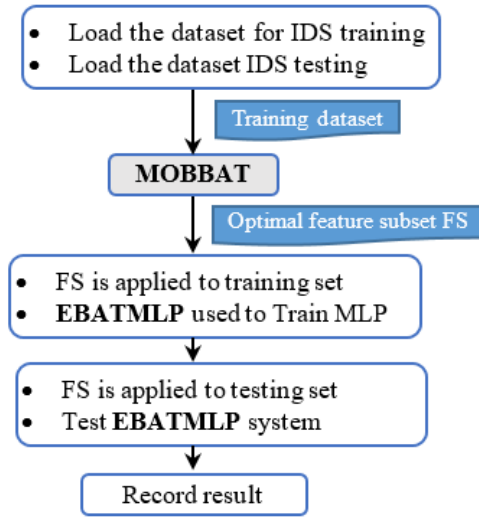 • Load the dataset for IDS training
• Load the dataset IDS testing
Training dataset
MOBBAT
Optimal feature subset FS
• FS is applied to training set
• EBATMLP used to Train MLP
• FS is applied to testing set
• Test EBATMLP system
Record result